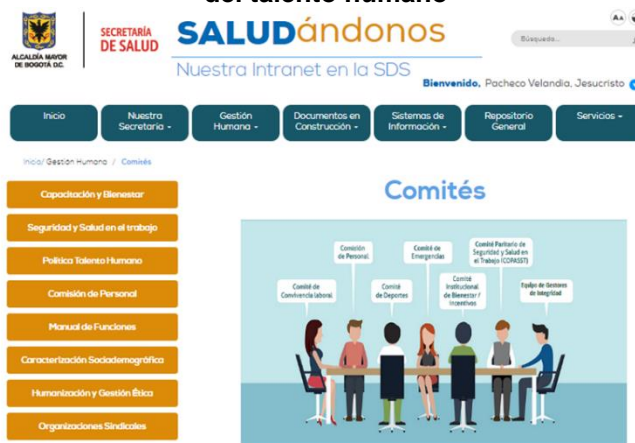 del talento humano
ALCALDÍA MAYOR
DE BOGOTÁ D.C.
SECRETARÍA
DE SALUD
SALUDándonos
Nuestra Intranet en la SDS
Búsqueda...
AA
Bienvenido, Pacheco Velandia, Jesucristo
Inicio
Nuestra
Secretaria
Gestión
Humana
Documentos en
Construcción
Sistemas de
Información
Repositorio
General
Servicios
Inicio/ Gestión Humana / Comités
Capacitación y Bienestar
Seguridad y Salud en el trabajo
Política Talento Humano
Comisión de Personal
Manual de Funciones
Caracterización Sociodemográfica
Humanización y Gestión Ética
Organizaciones Sindicales
Comités
Comisión
de Personal
Comité de
Emergencias
Comité Paritario de
Seguridad y Salud en
el Trabajo (COPASST)
Comité de
Convivencia laboral
Comité
de Deportes
Comité
Institucional
de Bienestar /
Incentivos
Equipo de Gestores
de Integridad